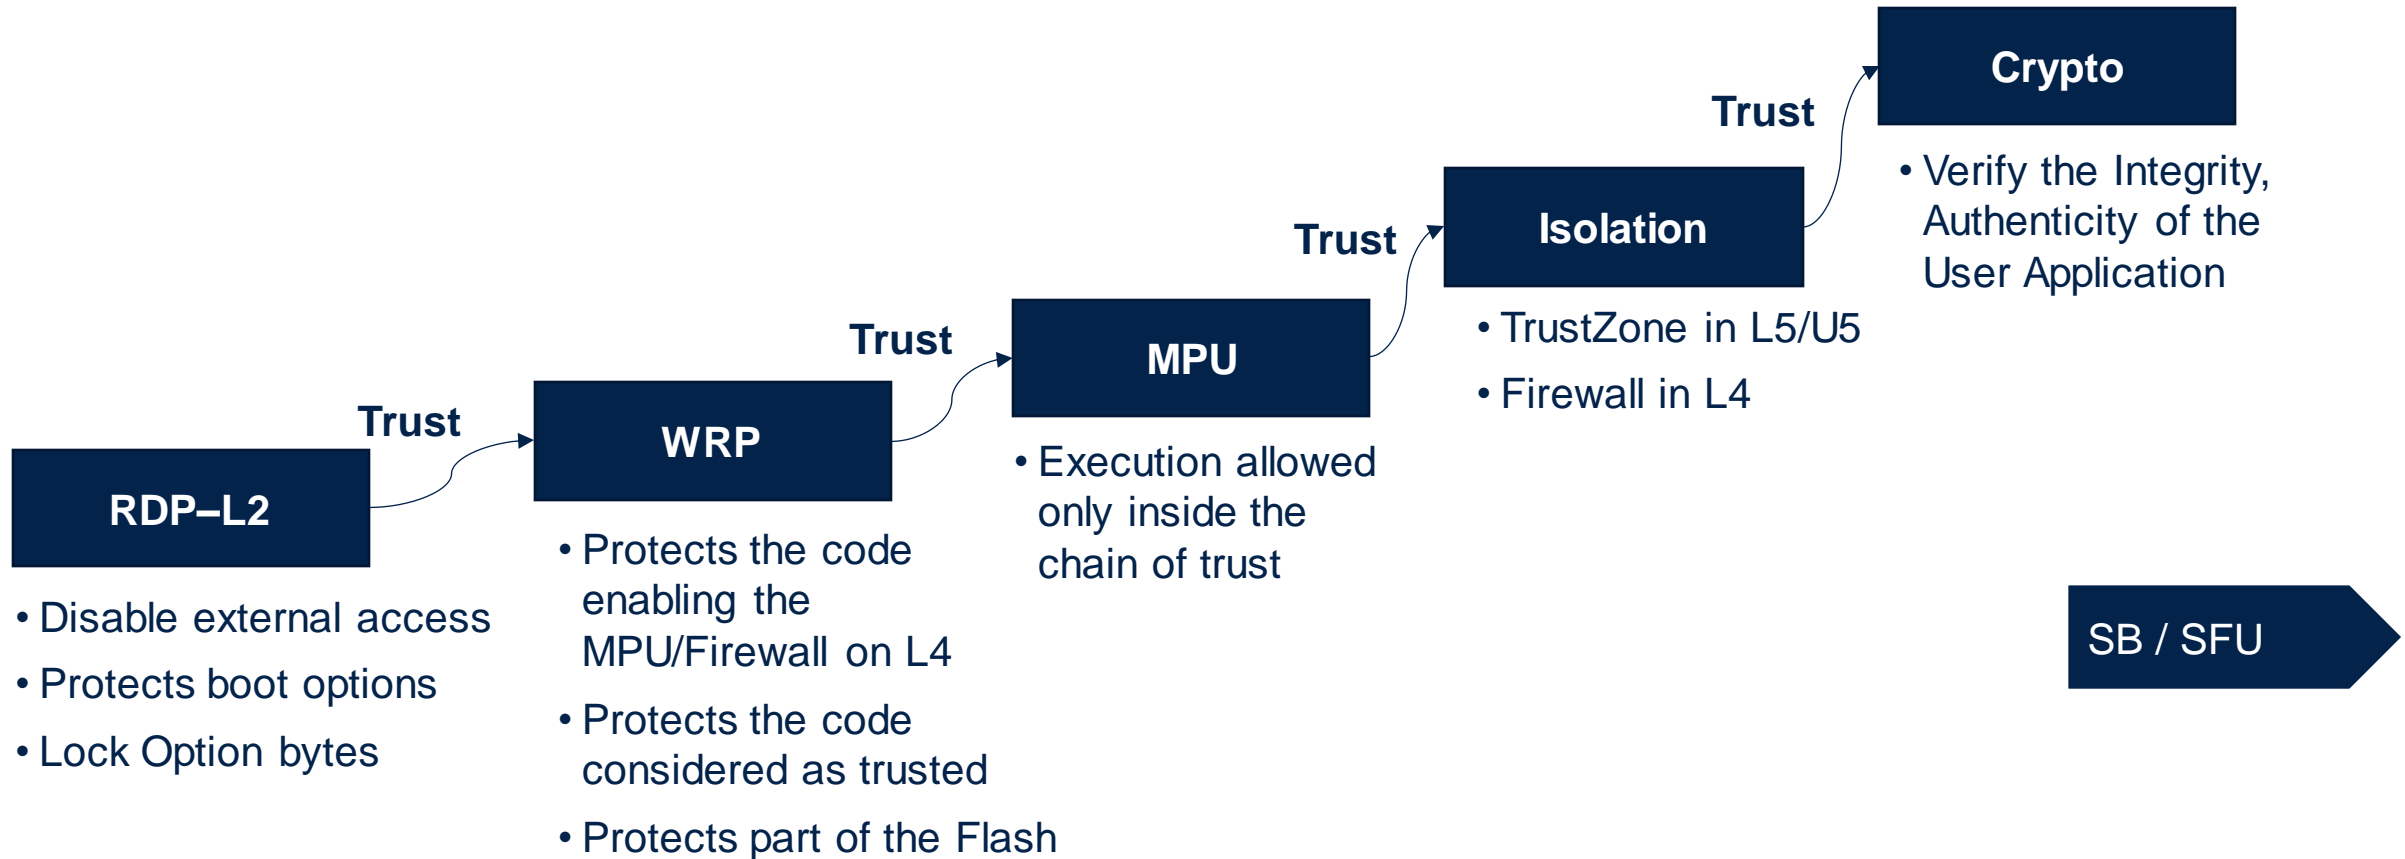 Crypto
Trust
• Verify the Integrity,
Authenticity of the
User Application
Isolation
Trust
• TrustZone in L5/U5
• Firewall in L4
MPU
Trust
• Execution allowed
only inside the
chain of trust
WRP
Trust
• Protects the code
enabling the
MPU/Firewall on L4
• Protects the code
considered as trusted
• Protects part of the Flash
RDP–L2
• Disable external access
• Protects boot options
• Lock Option bytes
SB / SFU